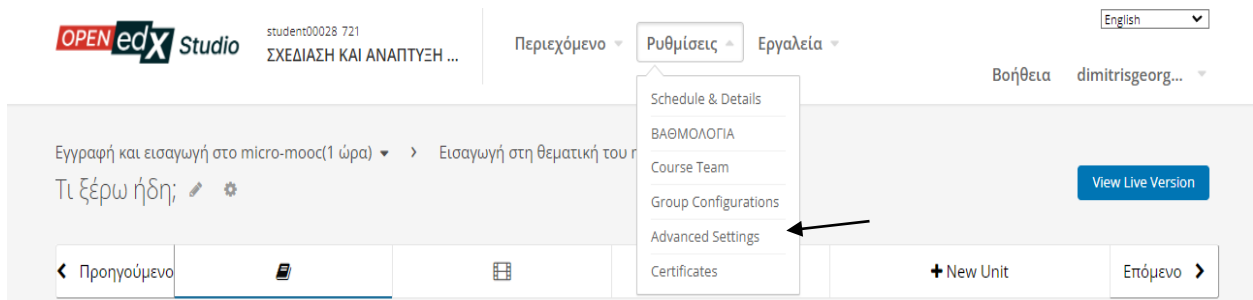 OPEN edX Studio
student00028 721
ΣΧΕΔΙΑΣΗ ΚΑΙ ΑΝΑΠΤΥΞΗ ...
Περιεχόμενο
Ρυθμίσεις
Εργαλεία
English
Βοήθεια
dimitrisgeorg...
Schedule & Details
ΒΑΘΜΟΛΟΓΙΑ
Course Team
Group Configurations
Advanced Settings
Certificates
Εγγραφή και εισαγωγή στο micro-mooc(1 ώρα)
Εισαγωγή στη θεματική του
Τι ξέρω ήδη;
View Live Version
Προηγούμενο
+ New Unit
Επόμενο